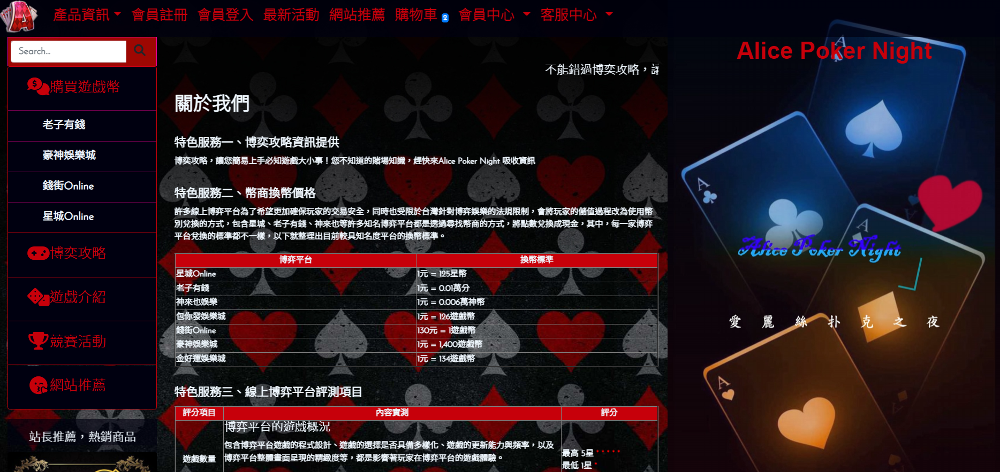 產品資訊 會員註冊 會員登入 最新活動 網站推薦 購物車 2 會員中心 客服中心
Search...
購買遊戲幣
老子有錢
豪神娛樂城
錢街Online
星城Online
博弈攻略
遊戲介紹
競賽活動
網站推薦
站長推薦，熱銷商品
不能錯過博奕攻略，讓
關於我們
特色服務一、博奕攻略資訊提供
博奕攻略，讓您簡易上手必知遊戲大小事！您不知道的賭場知識，趕快來Alice Poker Night 吸收資訊
特色服務二、幣商換幣價格
許多線上博弈平台為了希望更加確保玩家的交易安全，同時也受限於台灣針對博弈娛樂的法規限制，會將玩家的儲值過程改為使用幣
別兌換的方式，包含星城、老子有錢、神來也等許多知名博弈平台都是透過尋找幣商的方式，將點數兌換成現金，其中，每一家博弈
平台兌換的標準都不一樣，以下就整理出目前較具知名度平台的換幣標準。
博弈平台 換幣標準
星城Online 1元 = 125星幣
老子有錢 1元 = 0.01萬分
神來也娛樂 1元 = 0.006萬神幣
包你發娛樂城 1元 = 126遊戲幣
錢街Online 130元 = 1遊戲幣
豪神娛樂城 1元 = 1,400遊戲幣
金好運娛樂城 1元 = 134遊戲幣
特色服務三、線上博弈平台評測項目
評分項目 內容實測 評分
遊戲數量
博弈平台的遊戲概況
包含博弈平台遊戲的程式設計、遊戲的選擇是否具備多樣化、遊戲的更新能力與頻率，以及
博弈平台整體畫面呈現的精緻度等，都是影響著玩家在博弈平台的遊戲體驗。
最高 5星 * * * * *
最低 1星 *
Alice Poker Night
A
A
A
A
Alice Poker Night
愛麗絲扑克之夜